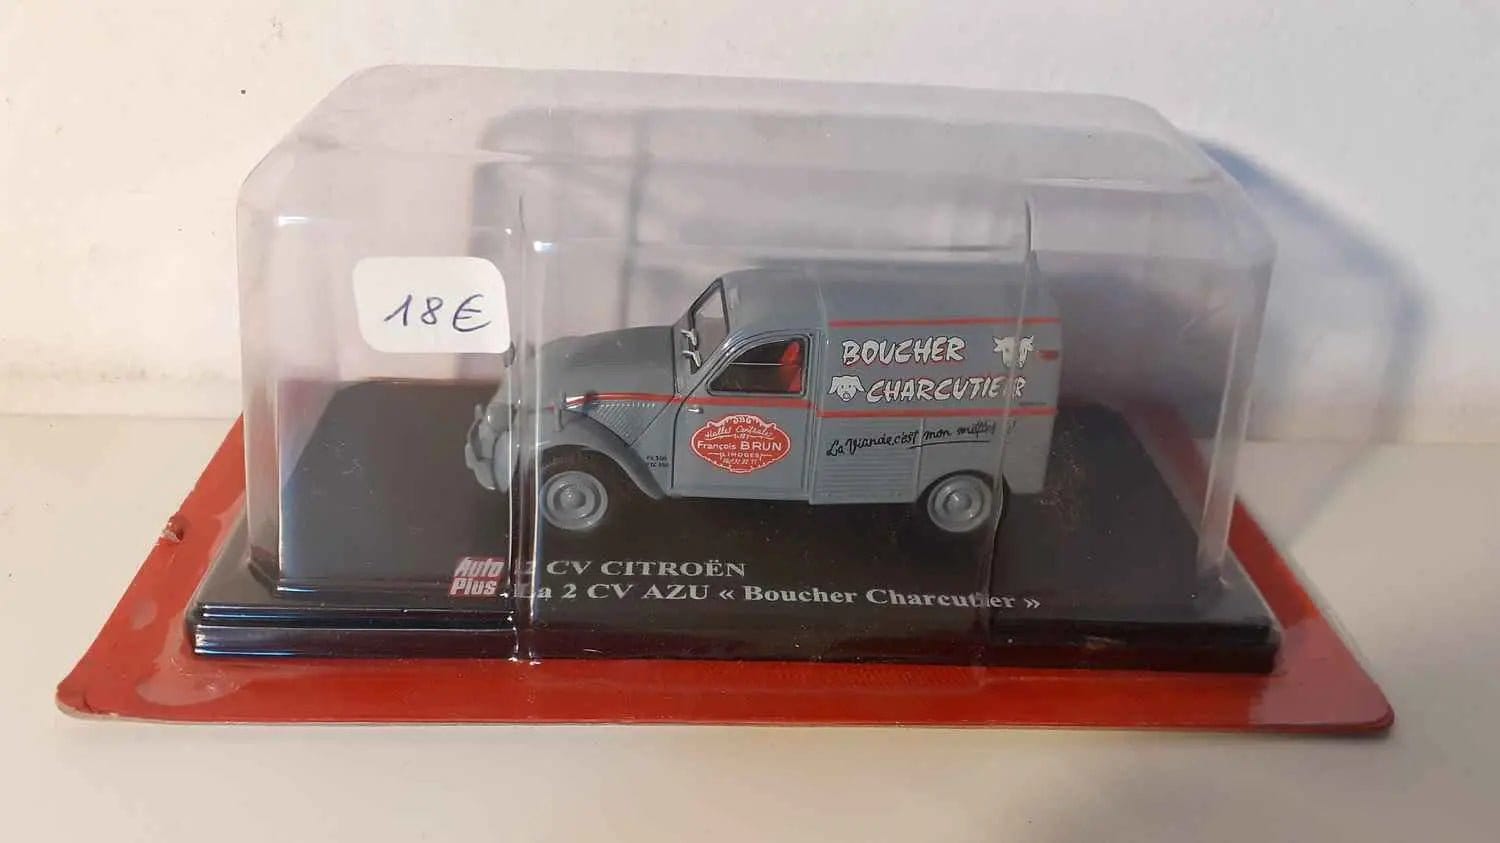 18€
BOUCHER
CHARCUTIER
La Viande, c'est mon métier !
Halles Centrales
François BRUN
LIMOGES
Auto
Plus
2 CV CITROËN
La 2 CV AZU « Boucher Charcutier »